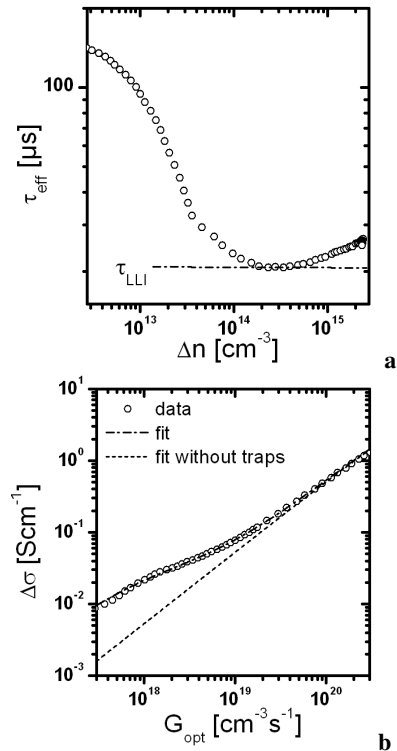 100
τeff [µs]
τLLI
10^13 10^14 10^15
Δn [cm^-3]
a
10^1
10^0
10^-1
10^-2
10^-3
Δσ [Scm^-1]
data
fit
fit without traps
10^18 10^19 10^20
Gopt [cm^-3s^-1]
b